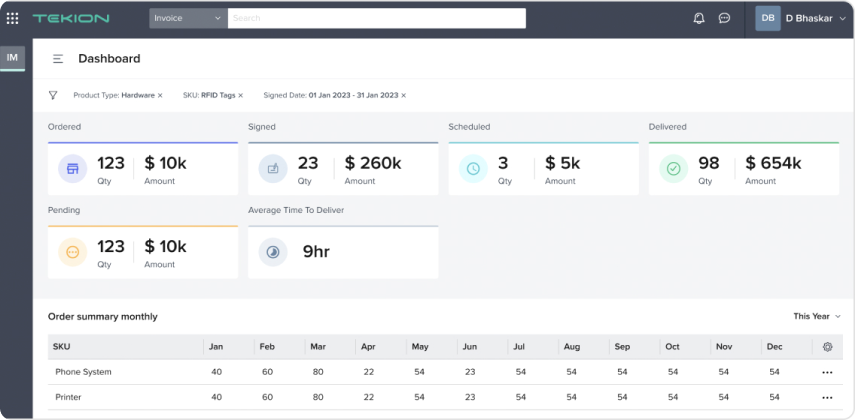 TEKION Invoice Search DB D Bhaskar
IM
Dashboard
Product Type: Hardware × SKU: RFID Tags × Signed Date: 01 Jan 2023 - 31 Jan 2023 ×
Ordered Signed Scheduled Delivered
123 $ 10k 23 $ 260k 3 $ 5k 98 $ 654k
Qty Amount Qty Amount Qty Amount Qty Amount
Pending Average Time To Deliver
123 $ 10k 9hr
Qty Amount
Order summary monthly This Year
SKU Jan Feb Mar Apr May Jun Jul Aug Sep Oct Nov Dec
Phone System 40 60 80 22 54 23 54 54 54 54 54 54
Printer 40 60 80 22 54 23 54 54 54 54 54 54